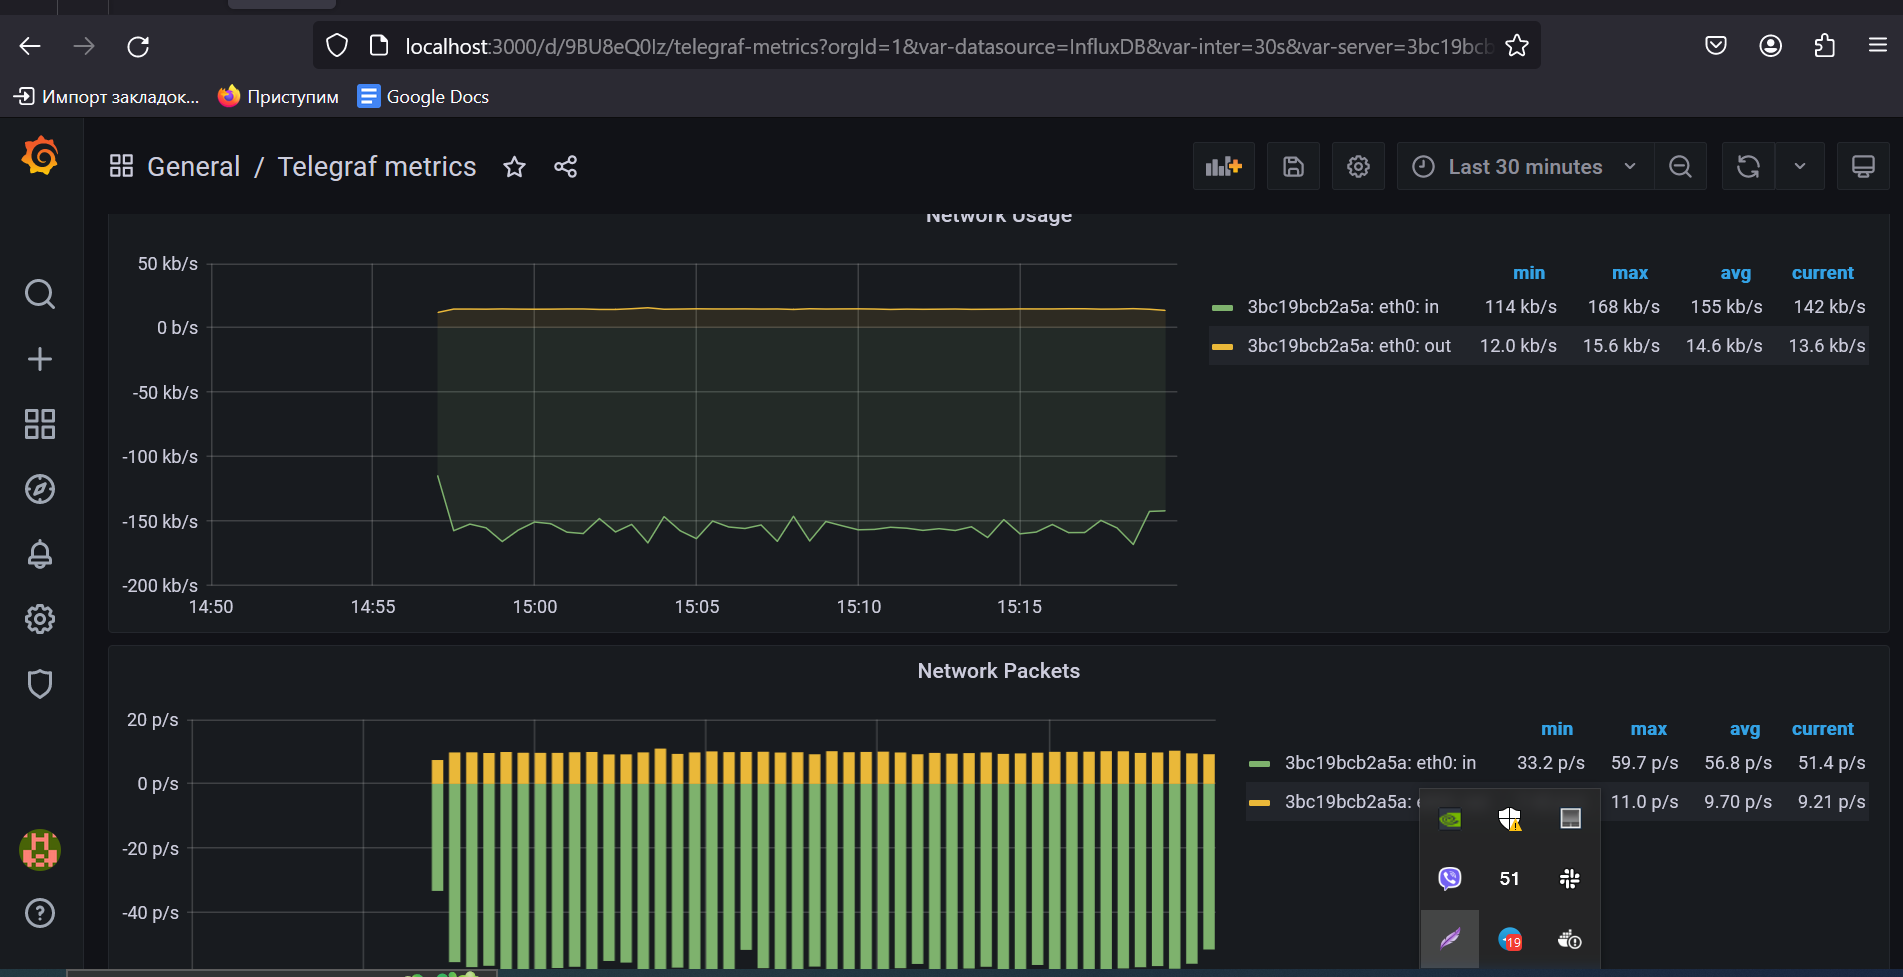 localhost:3000/d/9BU8eQ0Iz/telegraf-metrics?orgId=1&var-datasource=InfluxDB&var-inter=30s&var-server=3bc19bcb
Импорт закладок... Приступим Google Docs
General / Telegraf metrics Last 30 minutes
Network Usage
50 kb/s
0 b/s
-50 kb/s
-100 kb/s
-150 kb/s
-200 kb/s
14:50 14:55 15:00 15:05 15:10 15:15
min max avg current
3bc19bcb2a5a: eth0: in 114 kb/s 168 kb/s 155 kb/s 142 kb/s
3bc19bcb2a5a: eth0: out 12.0 kb/s 15.6 kb/s 14.6 kb/s 13.6 kb/s
Network Packets
20 p/s
0 p/s
-20 p/s
-40 p/s
min max avg current
3bc19bcb2a5a: eth0: in 33.2 p/s 59.7 p/s 56.8 p/s 51.4 p/s
3bc19bcb2a5a: 11.0 p/s 9.70 p/s 9.21 p/s
51
19